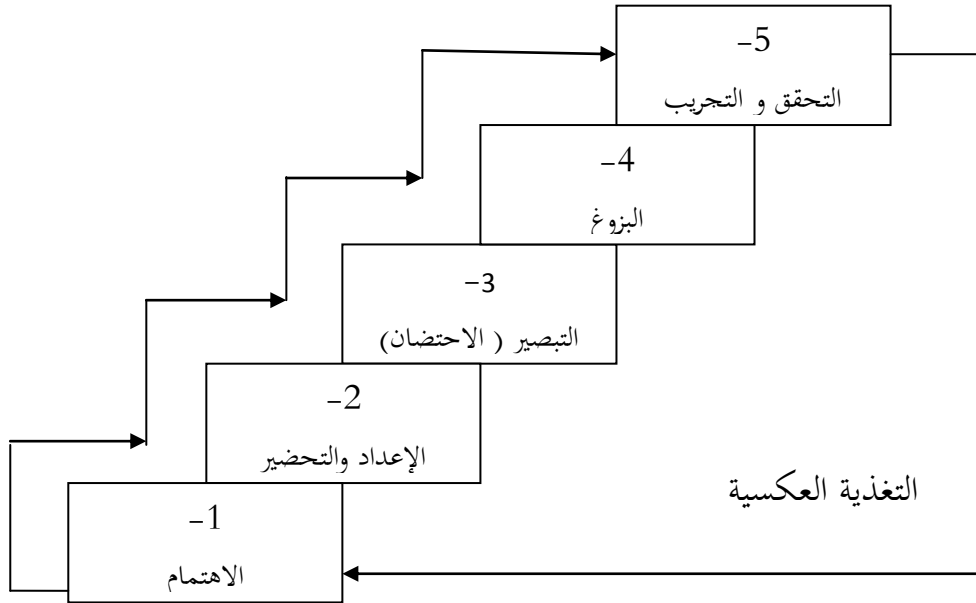 5-
التحقق و التجريب
4-
البزوغ
3-
التبصير ( الاحتضان)
2-
الإعداد والتحضير
التغذية العكسية
1-
الاهتمام